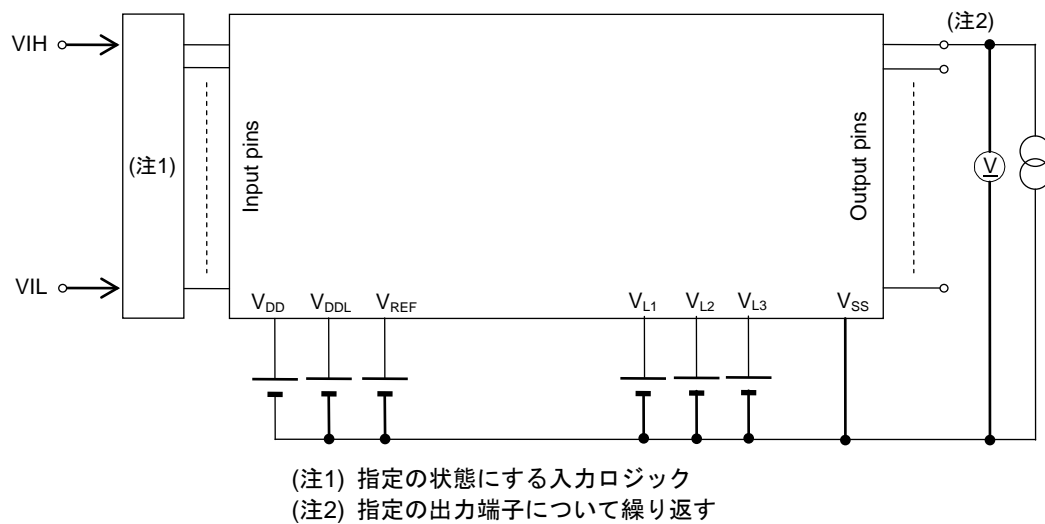 (注2)
VIH
(注1)
Input pins
Output pins
V
VIL
VDD
VDDL
VREF
VL1
VL2
VL3
VSS
(注1) 指定の状態にする入力ロジック
(注2) 指定の出力端子について繰り返す